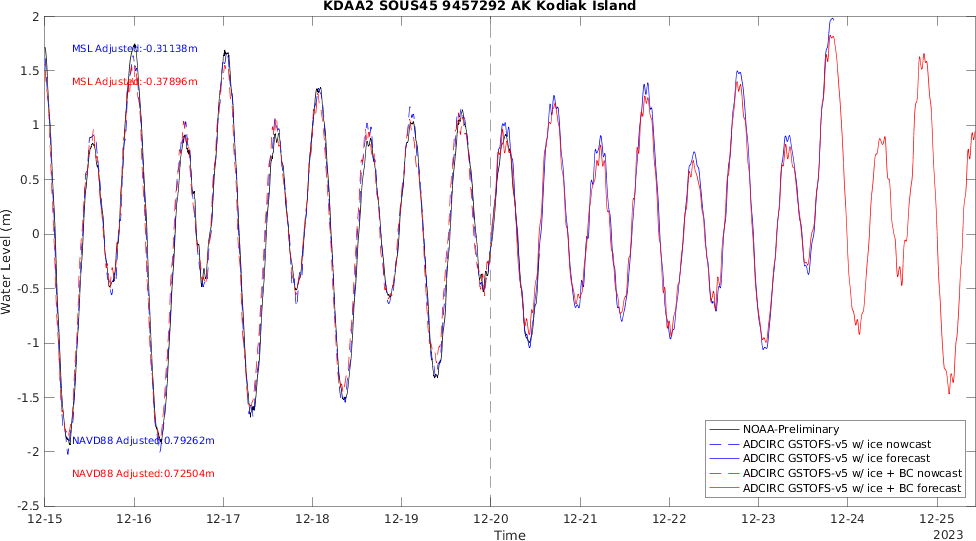 KDAA2 SOUS45 9457292 AK Kodiak Island
2
1.5
1
0.5
0
-0.5
-1
-1.5
-2
-2.5
Water Level (m)
MSL Adjusted:-0.31138m
MSL Adjusted:-0.37896m
NAVD88 Adjusted:0.79262m
NAVD88 Adjusted:0.72504m
NOAA-Preliminary
ADCIRC GSTOFS-v5 w/ ice nowcast
ADCIRC GSTOFS-v5 w/ ice forecast
ADCIRC GSTOFS-v5 w/ ice + BC nowcast
ADCIRC GSTOFS-v5 w/ ice + BC forecast
12-15 12-16 12-17 12-18 12-19 12-20 12-21 12-22 12-23 12-24 12-25
Time
2023